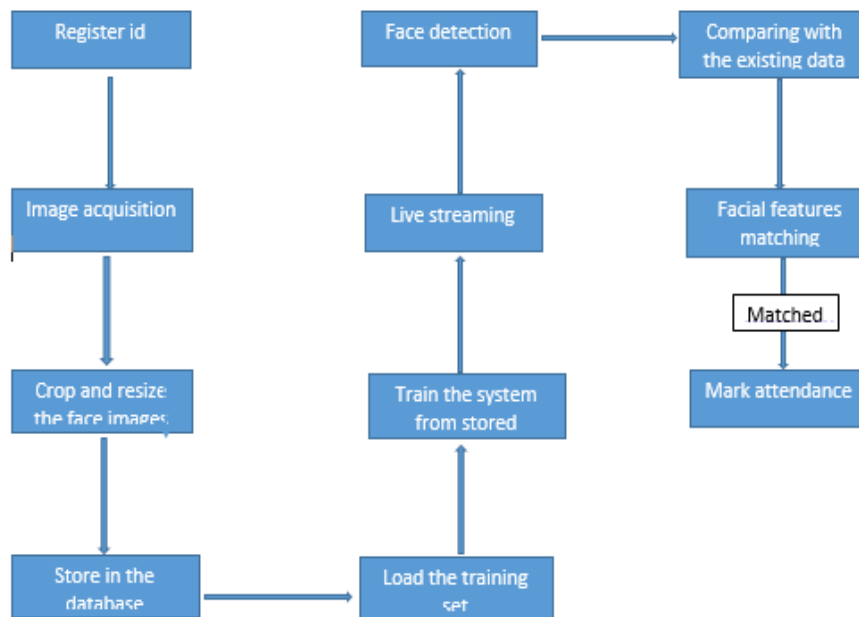 Register id
Image acquisition
Crop and resize
the face images
Store in the
database
Load the training
set
Train the system
from stored
Live streaming
Face detection
Comparing with
the existing data
Facial features
matching
Matched
Mark attendance